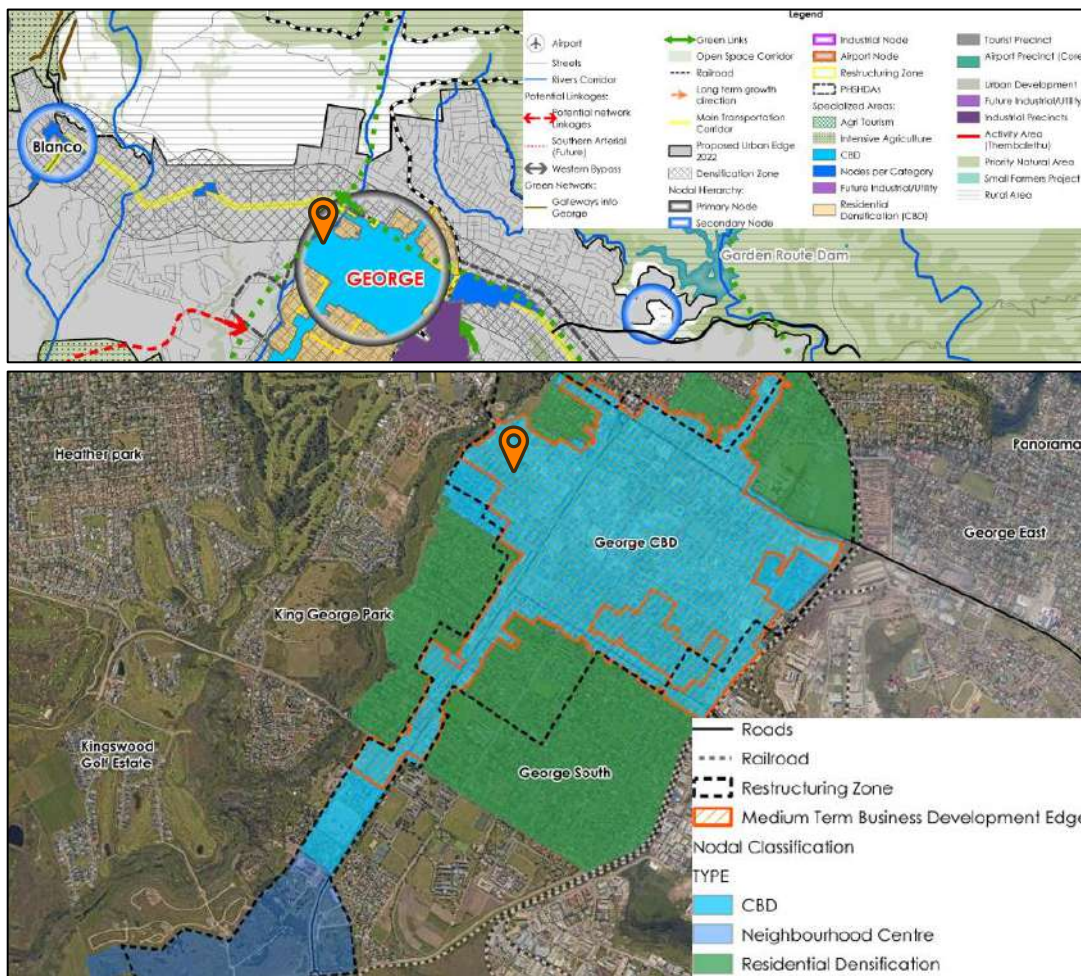 Legend
Airport
Streets
Rivers Corridor
Potential Linkages:
Potential network
Linkages
Southern Arterial
(Future)
Western Bypass
Green Network:
Gateways into
George
Green Links
Open Space Corridor
Railroad
Long term growth
direction
Main Transportation
Corridor
Proposed Urban Edge
2022
Densification Zone
Nodal Hierarchy:
Primary Node
Secondary Node
Industrial Node
Airport Node
Restructuring Zone
PHSHDAs
Specialized Areas:
Agri Tourism
Intensive Agriculture
CBD
Nodes per Category
Future Industrial/Utility
Residential
Densification (CBD)
Tourist Precinct
Airport Precinct (Core
Urban Development
Future Industrial/Utility
Industrial Precincts
Activity Area
(Thembalethu)
Priority Natural Area
Small Farmers Project
Rural Area
Blanco
GEORGE
Garden Route Dam
Heather park
Panorama
George CBD
George East
King George Park
Kingswood
Golf Estate
George South
Roads
Railroad
Restructuring Zone
Medium Term Business Development Edge
Nodal Classification
TYPE
CBD
Neighbourhood Centre
Residential Densification